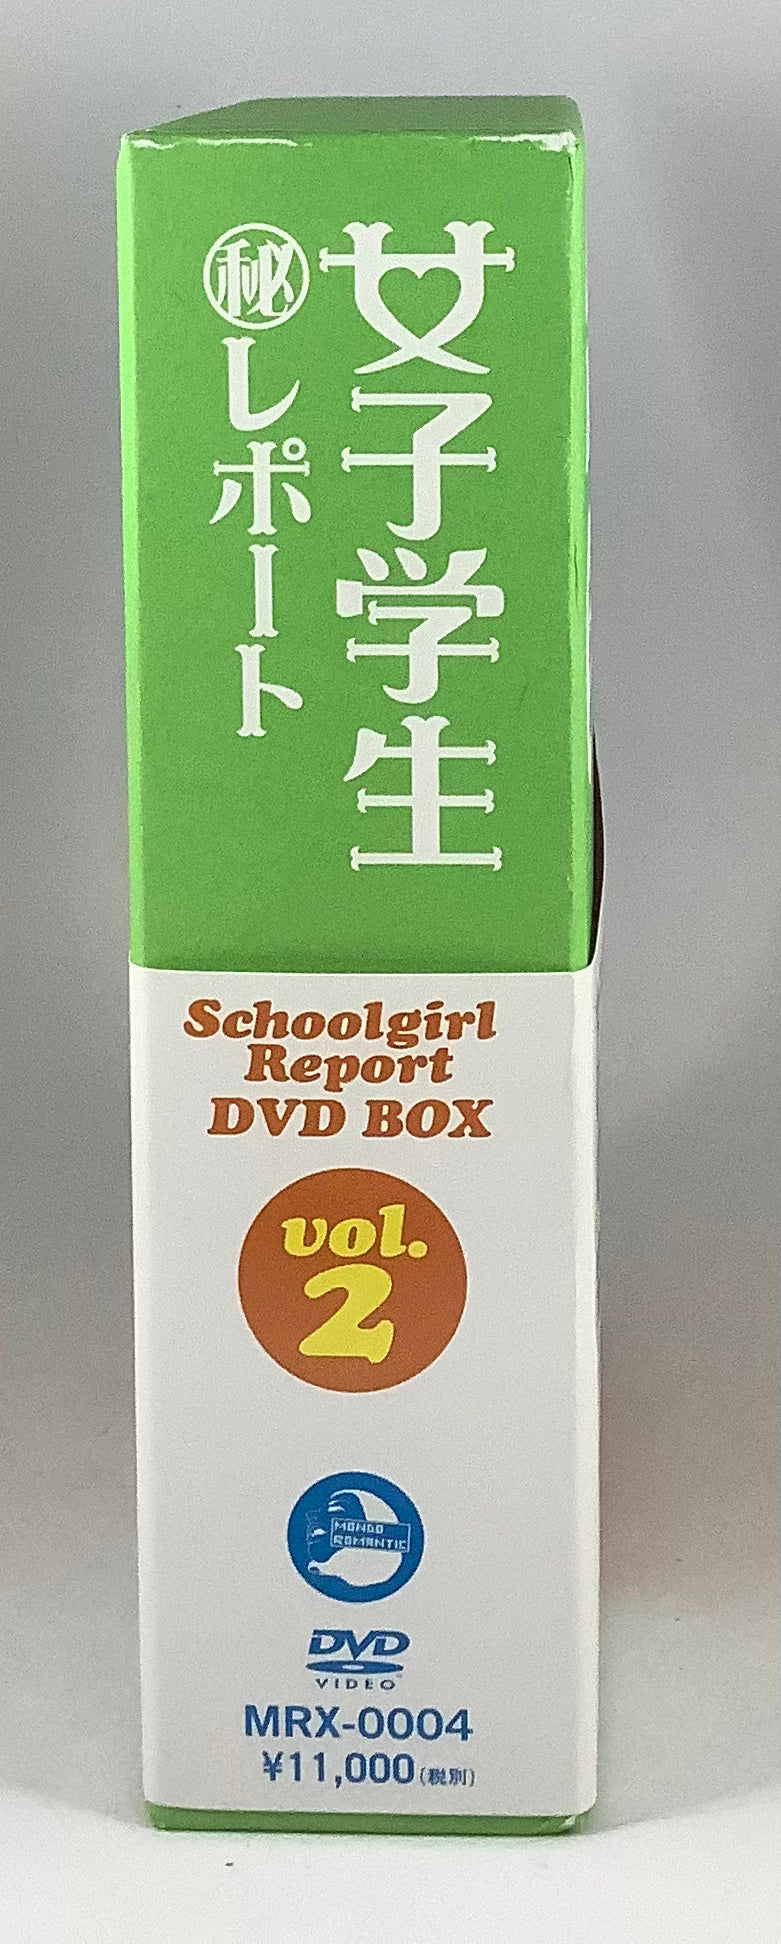 女子学生
㊙レポート
Schoolgirl
Report
DVD BOX
vol.
2
MONDO
ROMANTIC
DVD
VIDEO
MRX-0004
¥11,000(税別)